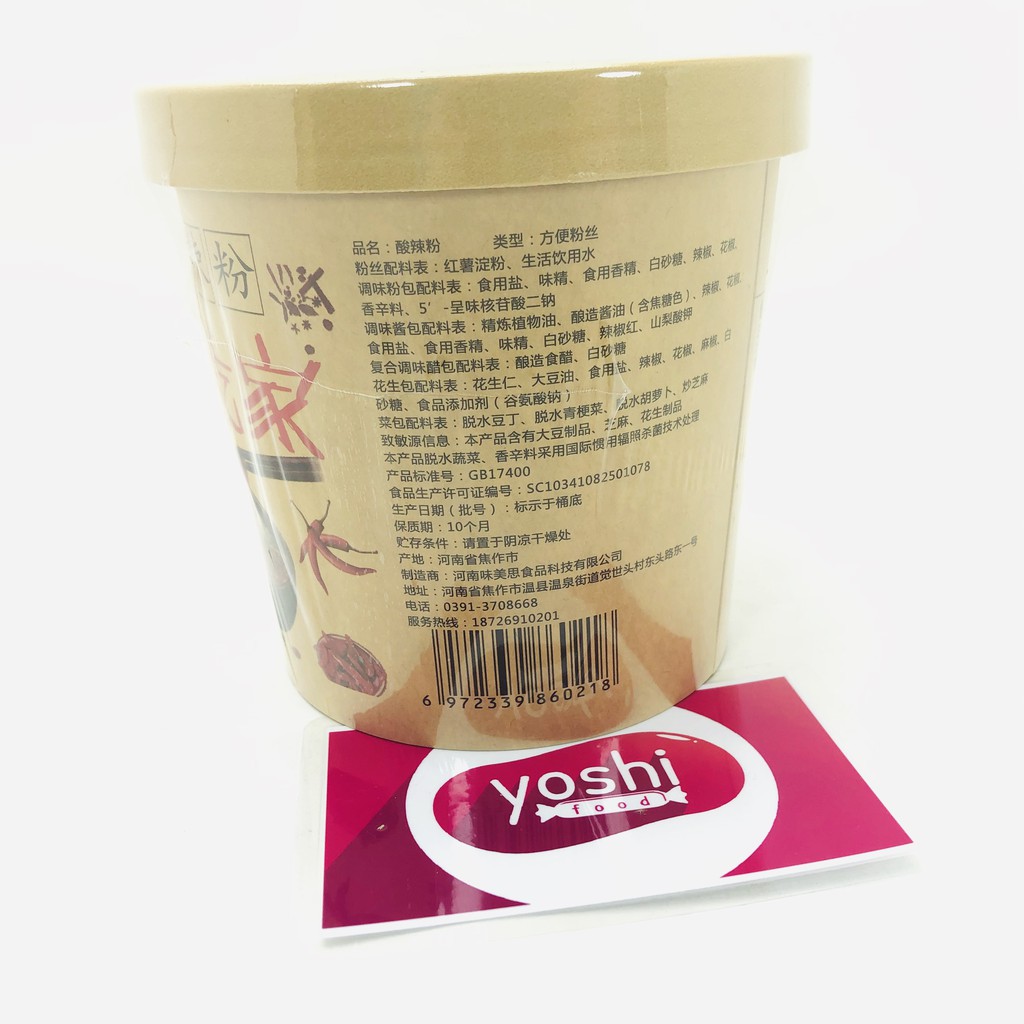 粉
家
品名：酸辣粉 类型：方便粉丝
粉丝配料表：红薯淀粉、生活饮用水
调味粉包配料表：食用盐、味精、食用香精、白砂糖、辣椒、花椒、
香辛料、5′-呈味核苷酸二钠
调味酱包配料表：精炼植物油、酿造酱油（含焦糖色）、辣椒、花椒、
食用盐、食用香精、味精、白砂糖、辣椒红、山梨酸钾
复合调味醋包配料表：酿造食醋、白砂糖
花生包配料表：花生仁、大豆油、食用盐、辣椒、花椒、麻椒、白
砂糖、食品添加剂（谷氨酸钠）
菜包配料表：脱水豆丁、脱水青梗菜、脱水胡萝卜、炒芝麻
致敏源信息：本产品含有大豆制品、芝麻、花生制品
本产品脱水蔬菜、香辛料采用国际惯用辐照杀菌技术处理
产品标准号：GB17400
食品生产许可证编号：SC10341082501078
生产日期（批号）：标示于桶底
保质期：10个月
贮存条件：请置于阴凉干燥处
产地：河南省焦作市
制造商：河南味美思食品科技有限公司
地址：河南省焦作市温县温泉街道觉世头村东头路东一号
电话：0391-3708668
服务热线：18726910201
6 972339 860218
yoshi
food